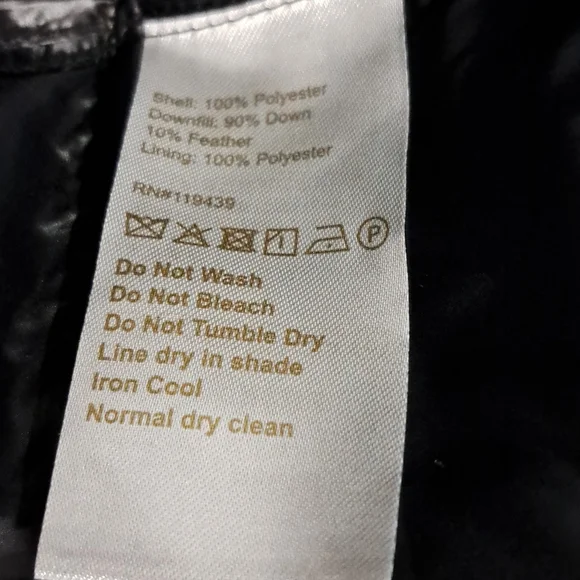 Shell: 100% Polyester
Downfill: 90% Down
10% Feather
Lining: 100% Polyester
RN#119439
P
Do Not Wash
Do Not Bleach
Do Not Tumble Dry
Line dry in shade
Iron Cool
Normal dry clean